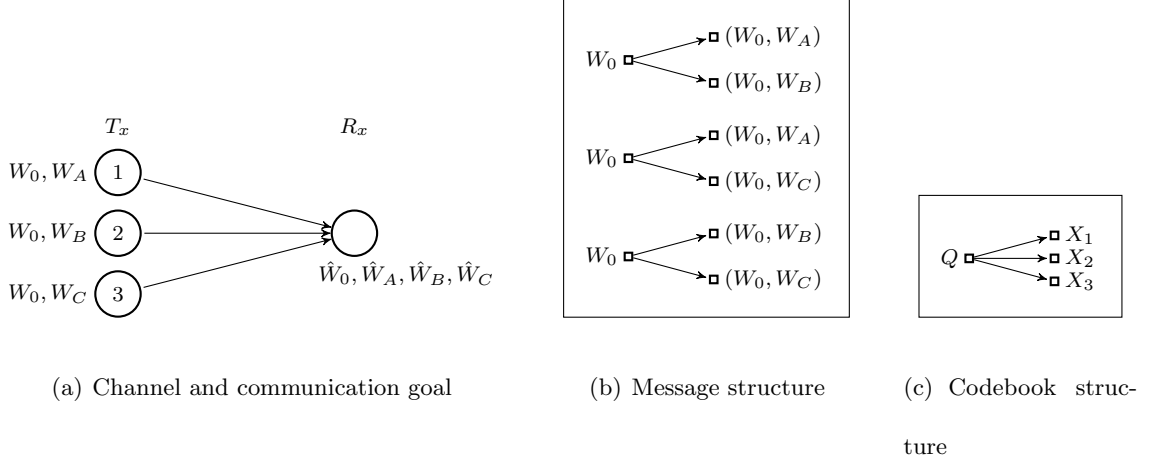 T_x
R_x
W_0, W_A
1
W_0, W_B
2
W_0, W_C
3
Ŵ_0, Ŵ_A, Ŵ_B, Ŵ_C
(a) Channel and communication goal
W_0
(W_0, W_A)
(W_0, W_B)
W_0
(W_0, W_A)
(W_0, W_C)
W_0
(W_0, W_B)
(W_0, W_C)
(b) Message structure
Q
X_1
X_2
X_3
(c) Codebook struc-
ture